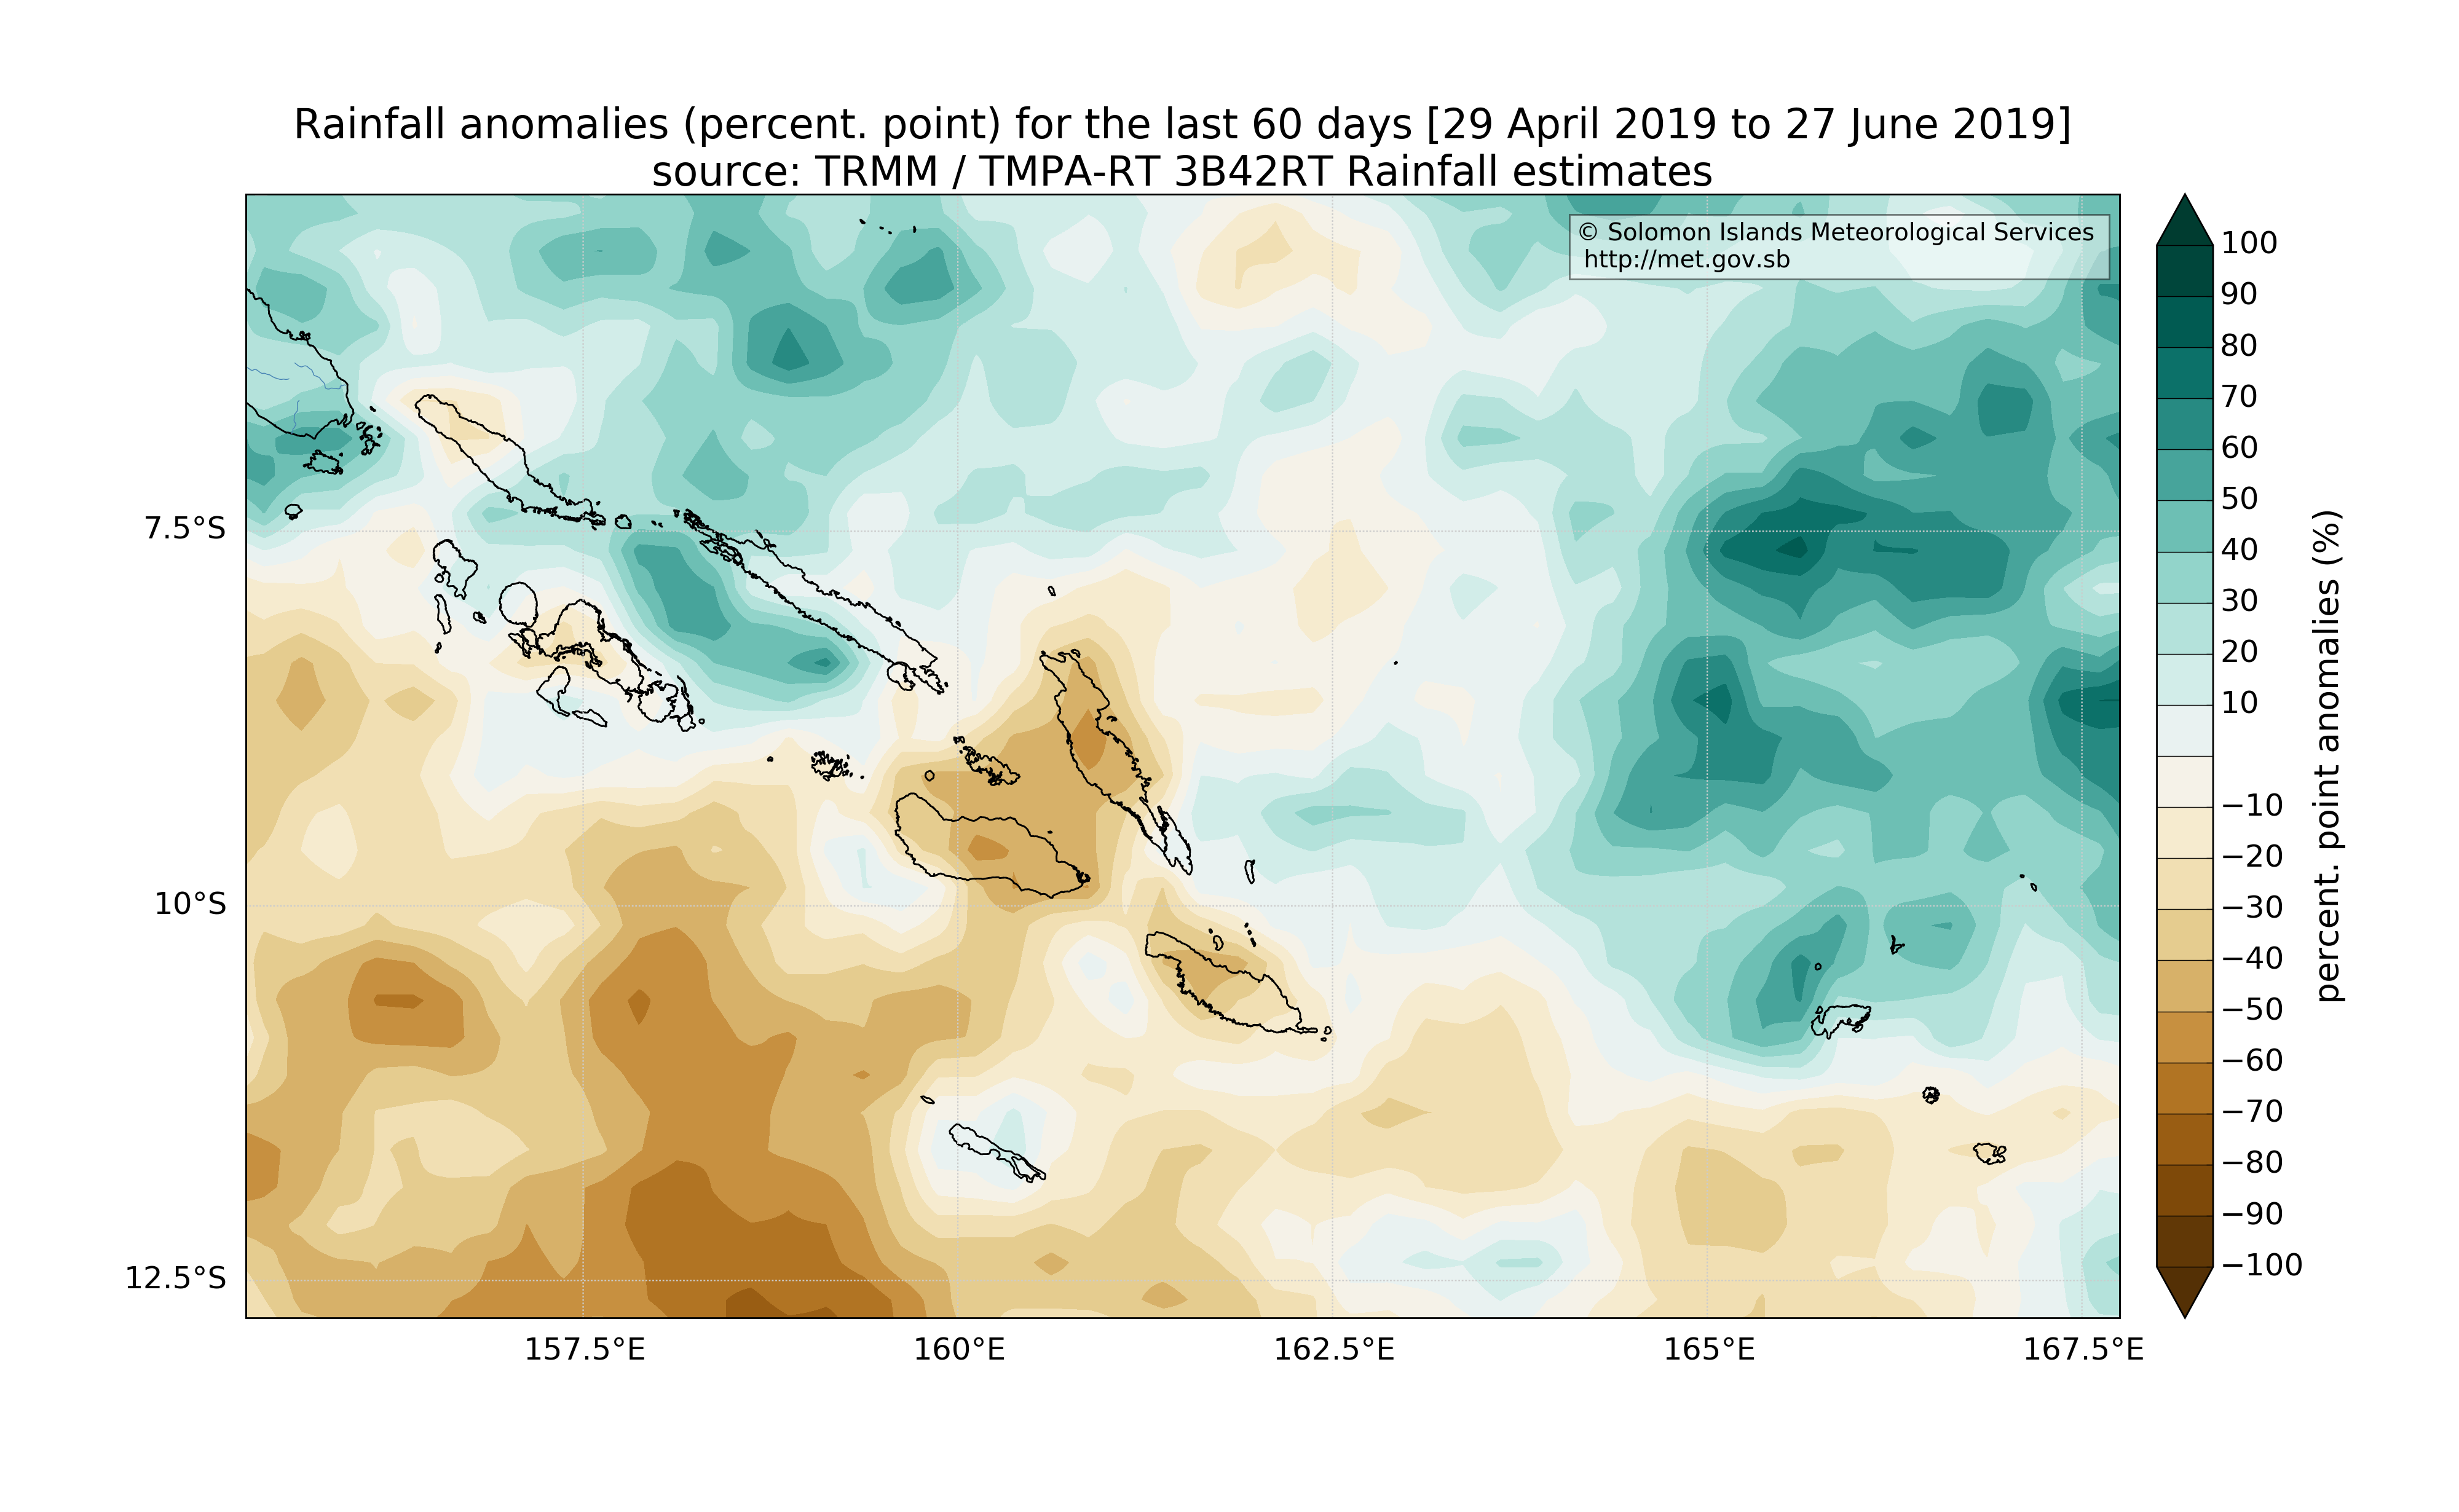 Rainfall anomalies (percent. point) for the last 60 days [29 April 2019 to 27 June 2019]
source: TRMM / TMPA-RT 3B42RT Rainfall estimates
© Solomon Islands Meteorological Services
http://met.gov.sb
7.5°S
10°S
12.5°S
157.5°E
160°E
162.5°E
165°E
167.5°E
100
90
80
70
60
50
40
30
20
10
−10
−20
−30
−40
−50
−60
−70
−80
−90
−100
percent. point anomalies (%)